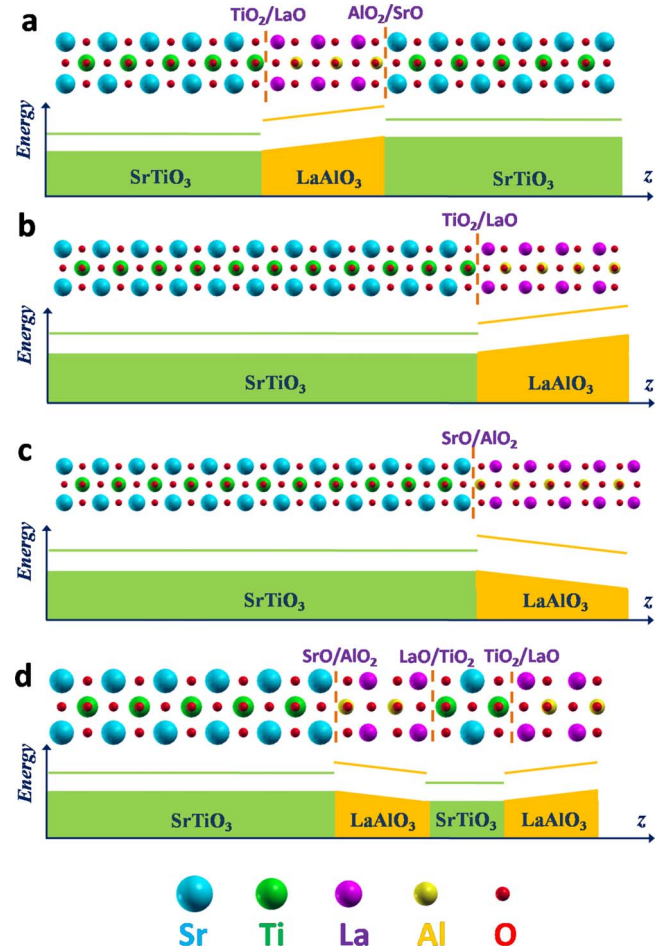 TiO₂/LaO AlO₂/SrO
a
Energy
SrTiO₃ LaAlO₃ SrTiO₃ z
TiO₂/LaO
b
Energy
SrTiO₃ LaAlO₃ z
SrO/AlO₂
c
Energy
SrTiO₃ LaAlO₃ z
SrO/AlO₂ LaO/TiO₂ TiO₂/LaO
d
Energy
SrTiO₃ LaAlO₃ SrTiO₃ LaAlO₃ z
Sr Ti La Al O